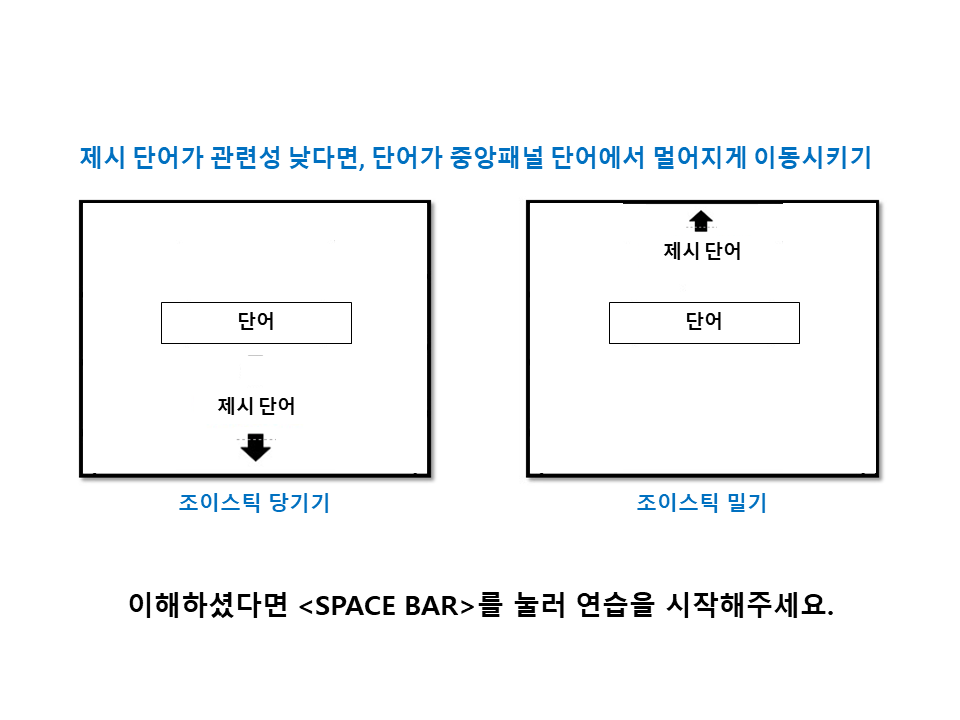 제시 단어가 관련성 낮다면, 단어가 중앙패널 단어에서 멀어지게 이동시키기
단어
제시 단어
조이스틱 당기기
제시 단어
단어
조이스틱 밀기
이해하셨다면 <SPACE BAR>를 눌러 연습을 시작해주세요.